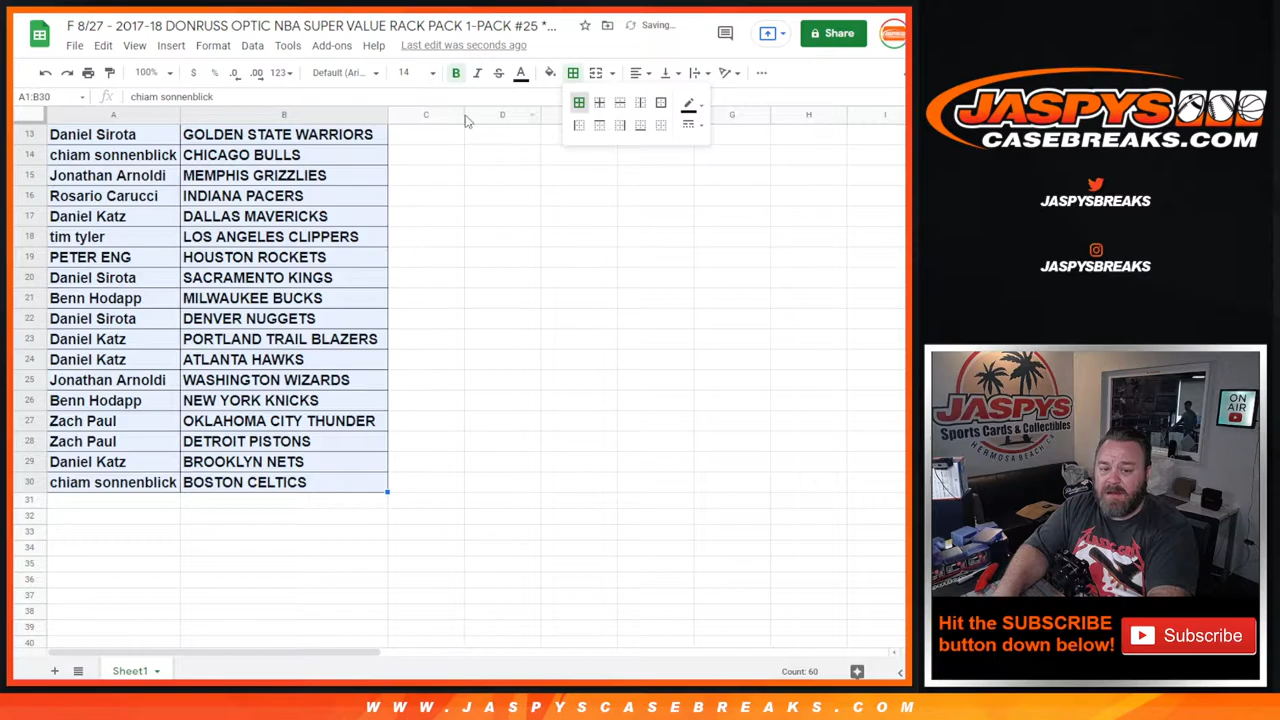 F 8/27 - 2017-18 DONRUSS OPTIC NBA SUPER VALUE RACK PACK 1-PACK #25 *...
Saving...
Share
File Edit View Insert Format Data Tools Add-ons Help Last edit was seconds ago
100% $ % .0 .00 123 Default (Ari... 14 B I S A
A1:B30 fx chiam sonnenblick
A B C D G H I
13 Daniel Sirota GOLDEN STATE WARRIORS
14 chiam sonnenblick CHICAGO BULLS
15 Jonathan Arnoldi MEMPHIS GRIZZLIES
16 Rosario Carucci INDIANA PACERS
17 Daniel Katz DALLAS MAVERICKS
18 tim tyler LOS ANGELES CLIPPERS
19 PETER ENG HOUSTON ROCKETS
20 Daniel Sirota SACRAMENTO KINGS
21 Benn Hodapp MILWAUKEE BUCKS
22 Daniel Sirota DENVER NUGGETS
23 Daniel Katz PORTLAND TRAIL BLAZERS
24 Daniel Katz ATLANTA HAWKS
25 Jonathan Arnoldi WASHINGTON WIZARDS
26 Benn Hodapp NEW YORK KNICKS
27 Zach Paul OKLAHOMA CITY THUNDER
28 Zach Paul DETROIT PISTONS
29 Daniel Katz BROOKLYN NETS
30 chiam sonnenblick BOSTON CELTICS
31
32
33
34
35
36
37
38
39
40
Sheet1
Count: 60
JASPYS
CASEBREAKS.COM
JASPYSBREAKS
JASPYSBREAKS
JASPYS
Sports Cards & Collectibles
HERMOSA BEACH, CA
ON AIR
Hit the SUBSCRIBE
button down below!
Subscribe
WWW.JASPYSCASEBREAKS.COM